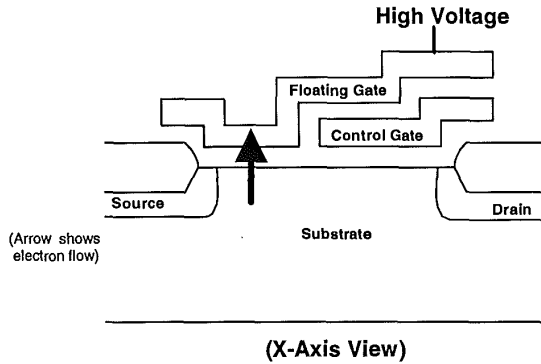 High Voltage
Floating Gate
Control Gate
Source
Drain
Substrate
(Arrow shows
electron flow)
(X-Axis View)